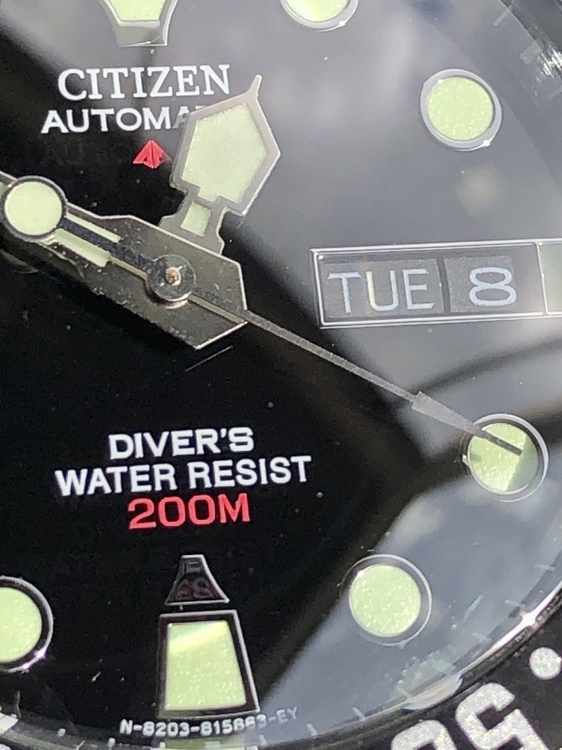 CITIZEN
TUE 8
DIVER'S
WATER RESIST
200M